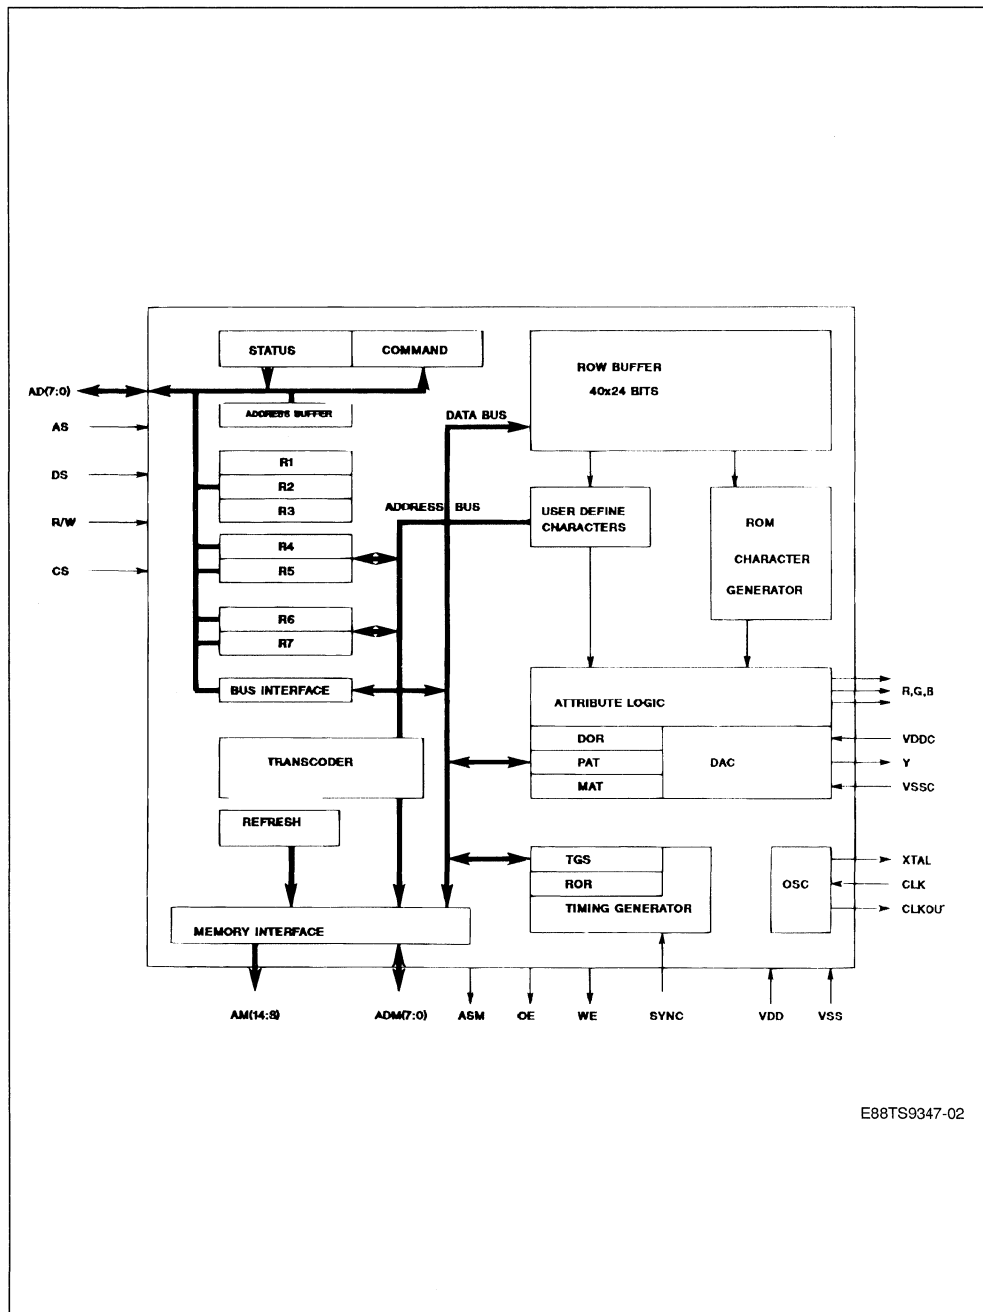 STATUS
COMMAND
ROW BUFFER
40x24 BITS
AD(7:0)
ADDRESS BUFFER
AS
DATA BUS
R1
DS
R2
R3
ADDRESS BUS
USER DEFINE
CHARACTERS
ROM
CHARACTER
GENERATOR
R/W
R4
CS
R5
R6
R7
BUS INTERFACE
ATTRIBUTE LOGIC
R,G,B
DOR
PAT
MAT
DAC
VDDC
Y
VSSC
TRANSCODER
REFRESH
TGS
ROR
TIMING GENERATOR
OSC
XTAL
CLK
CLKOUT
MEMORY INTERFACE
AM(14:8)
ADM(7:0)
ASM
OE
WE
SYNC
VDD
VSS
E88TS9347-02